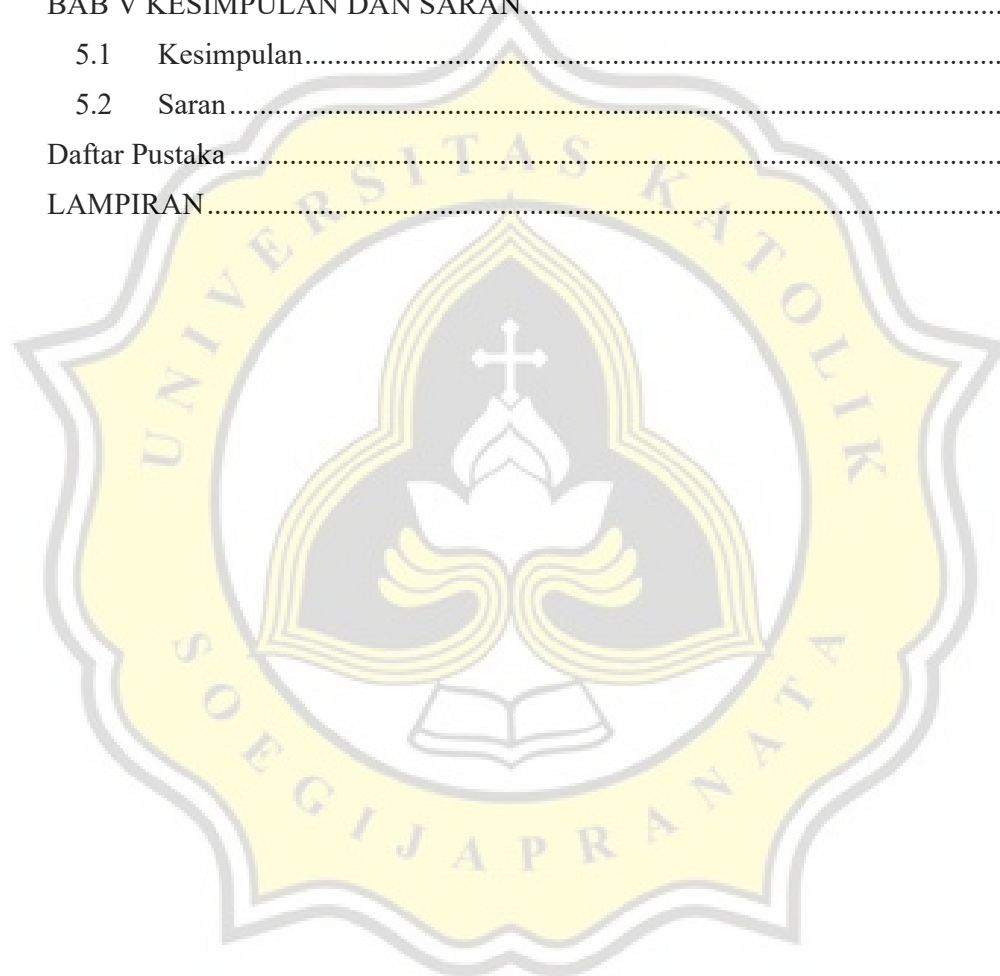 BAB V KESIMPULAN DAN SARAN........................................................
5.1 Kesimpulan........................................................................................
5.2 Saran..................................................................................................
Daftar Pustaka........................................................................................
LAMPIRAN..........................................................................................
UNIVERSITAS KATOLIK
SOEGIJAPRANATA